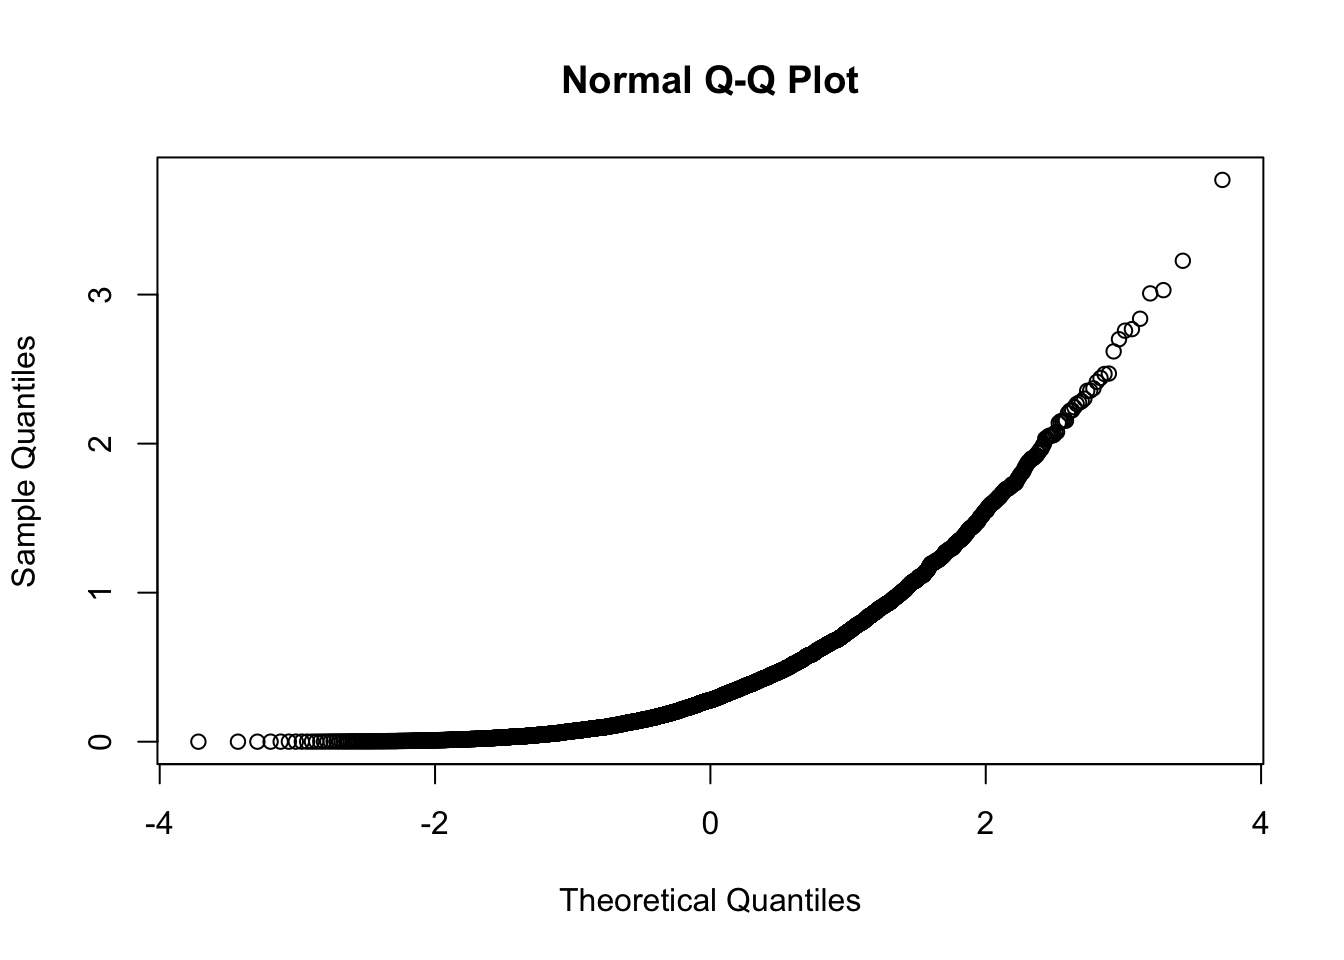 Normal Q-Q Plot
3
2
1
0
Sample Quantiles
-4 -2 0 2 4
Theoretical Quantiles